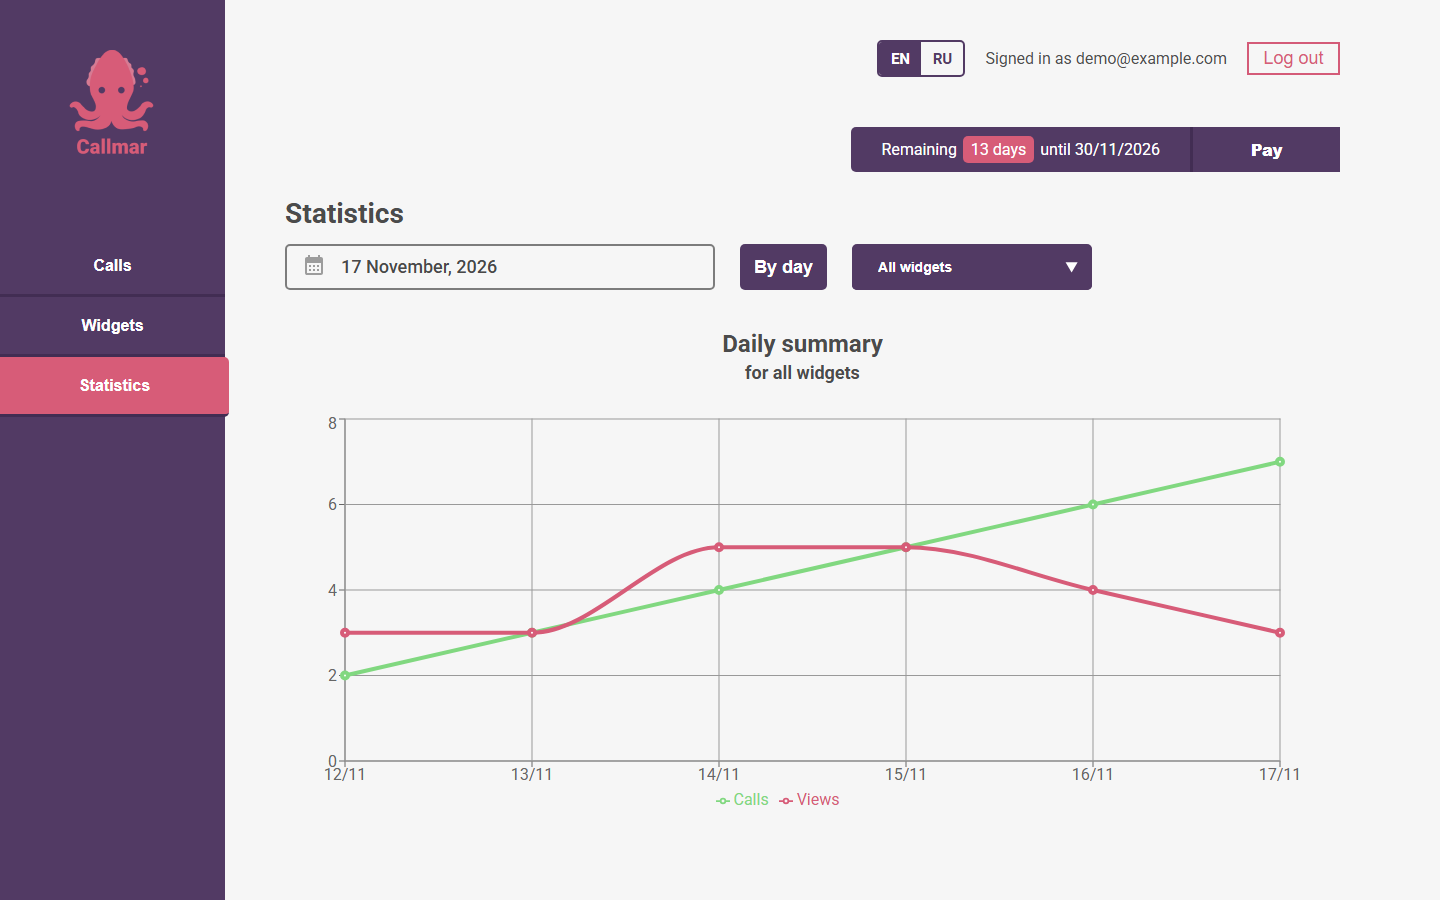 Callmar
Calls
Widgets
Statistics
EN RU Signed in as demo@example.com Log out
Remaining 13 days until 30/11/2026 Pay
Statistics
17 November, 2026 By day All widgets
Daily summary
for all widgets
8
6
4
2
0
12/11 13/11 14/11 15/11 16/11 17/11
Calls Views